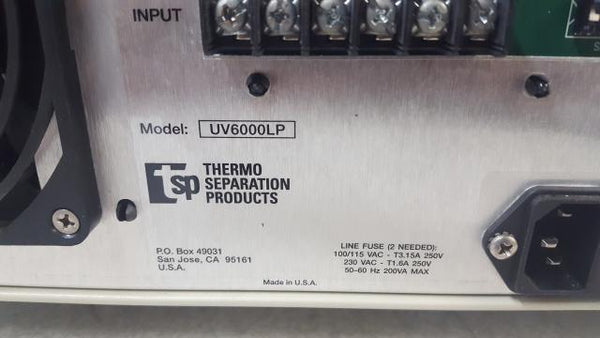 INPUT
Model: UV6000LP
tsp THERMO
SEPARATION
PRODUCTS
P.O. Box 49031
San Jose, CA 95161
U.S.A.
LINE FUSE (2 NEEDED):
100/115 VAC - T3.15A 250V
230 VAC - T1.6A 250V
50-60 Hz 200VA MAX
Made in U.S.A.